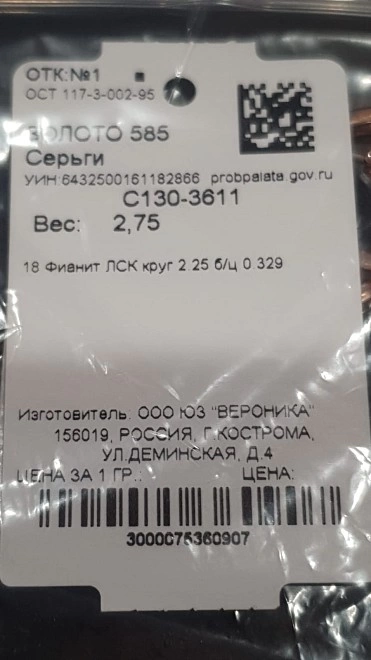 ОТК:№1
ОСТ 117-3-002-95
ЗОЛОТО 585
Серьги
УИН:6432500161182866 probpalata.gov.ru
С130-3611
Вес: 2,75
18 Фианит ЛСК круг 2.25 б/ц 0.329
Изготовитель: ООО ЮЗ "ВЕРОНИКА"
156019, РОССИЯ, Г.КОСТРОМА,
УЛ.ДЕМИНСКАЯ, Д.4
ЦЕНА ЗА 1 ГР.: ЦЕНА:
3000075360907